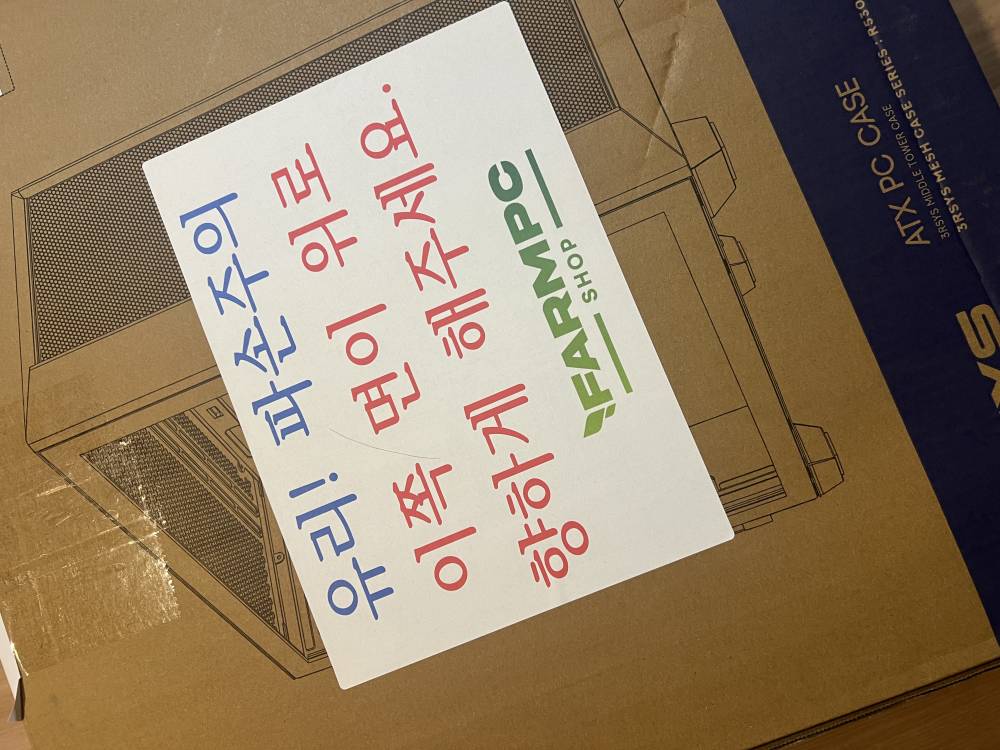 유리! 파손주의
이쪽 면이 위로
향하게 해주세요.
FARMPC
SHOP
ATX PC CASE
3RSYS MIDDLE TOWER CASE
3RSYS MESH CASE SERIES : R530